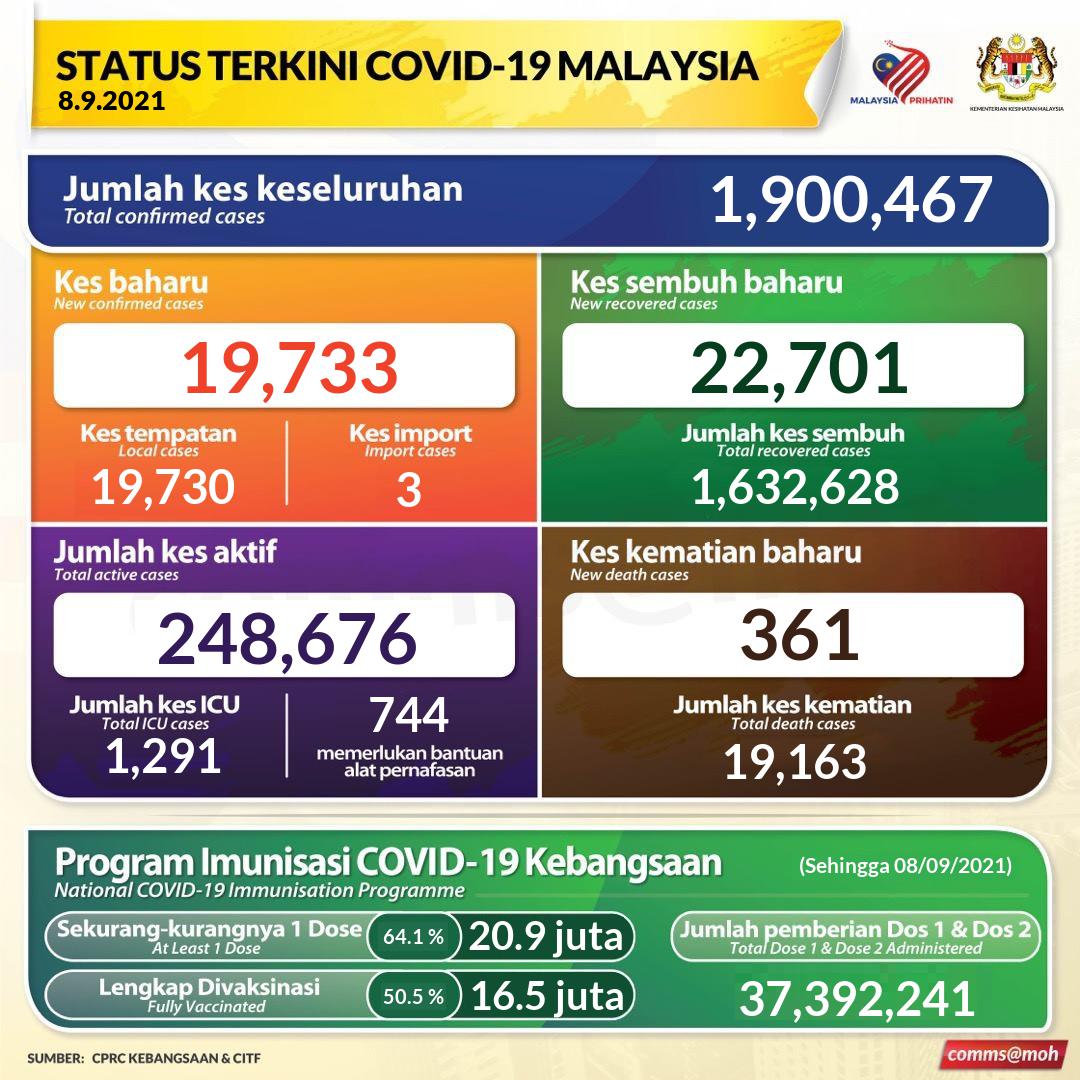 STATUS TERKINI COVID-19 MALAYSIA
8.9.2021
MALAYSIA PRIHATIN
KEMENTERIAN KESIHATAN MALAYSIA
Jumlah kes keseluruhan
Total confirmed cases
1,900,467
Kes baharu
New confirmed cases
19,733
Kes tempatan
Local cases
19,730
Kes import
Import cases
3
Kes sembuh baharu
New recovered cases
22,701
Jumlah kes sembuh
Total recovered cases
1,632,628
Jumlah kes aktif
Total active cases
248,676
Jumlah kes ICU
Total ICU cases
1,291
744
memerlukan bantuan
alat pernafasan
Kes kematian baharu
New death cases
361
Jumlah kes kematian
Total death cases
19,163
Program Imunisasi COVID-19 Kebangsaan
National COVID-19 Immunisation Programme
(Sehingga 08/09/2021)
Sekurang-kurangnya 1 Dose
At Least 1 Dose
64.1 %
20.9 juta
Lengkap Divaksinasi
Fully Vaccinated
50.5 %
16.5 juta
Jumlah pemberian Dos 1 & Dos 2
Total Dose 1 & Dose 2 Administered
37,392,241
SUMBER: CPRC KEBANGSAAN & CITF
comms@moh